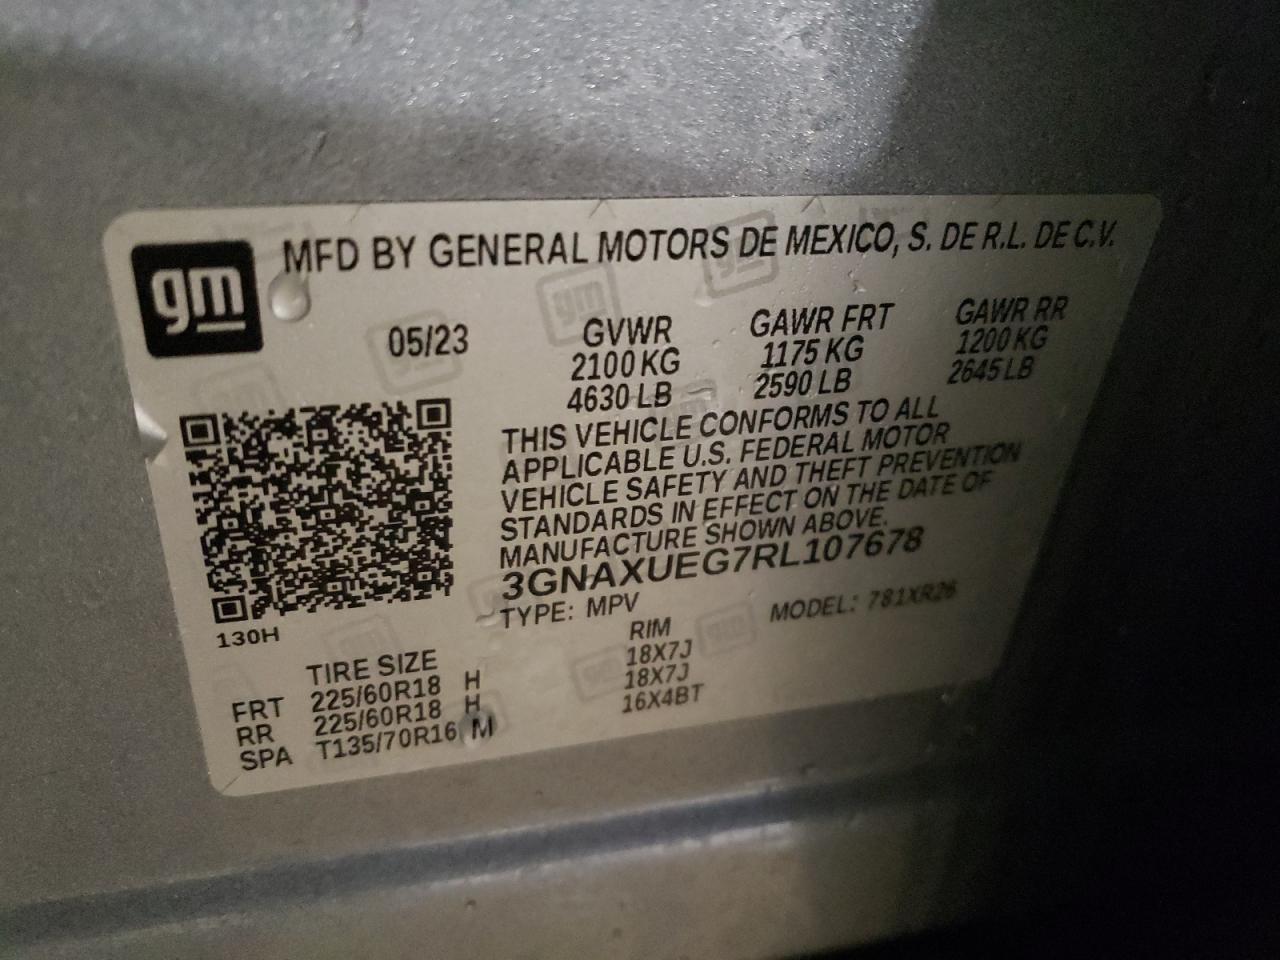 gm
MFD BY GENERAL MOTORS DE MEXICO, S. DE R.L. DE C.V.
05/23 GVWR GAWR FRT GAWR RR
2100 KG 1175 KG 1200 KG
4630 LB 2590 LB 2645 LB
THIS VEHICLE CONFORMS TO ALL
APPLICABLE U.S. FEDERAL MOTOR
VEHICLE SAFETY AND THEFT PREVENTION
STANDARDS IN EFFECT ON THE DATE OF
MANUFACTURE SHOWN ABOVE.
3GNAXUEG7RL107678
TYPE: MPV MODEL: 781XR26
130H
TIRE SIZE RIM
FRT 225/60R18 H 18X7J
RR 225/60R18 H 18X7J
SPA T135/70R16 M 16X4BT